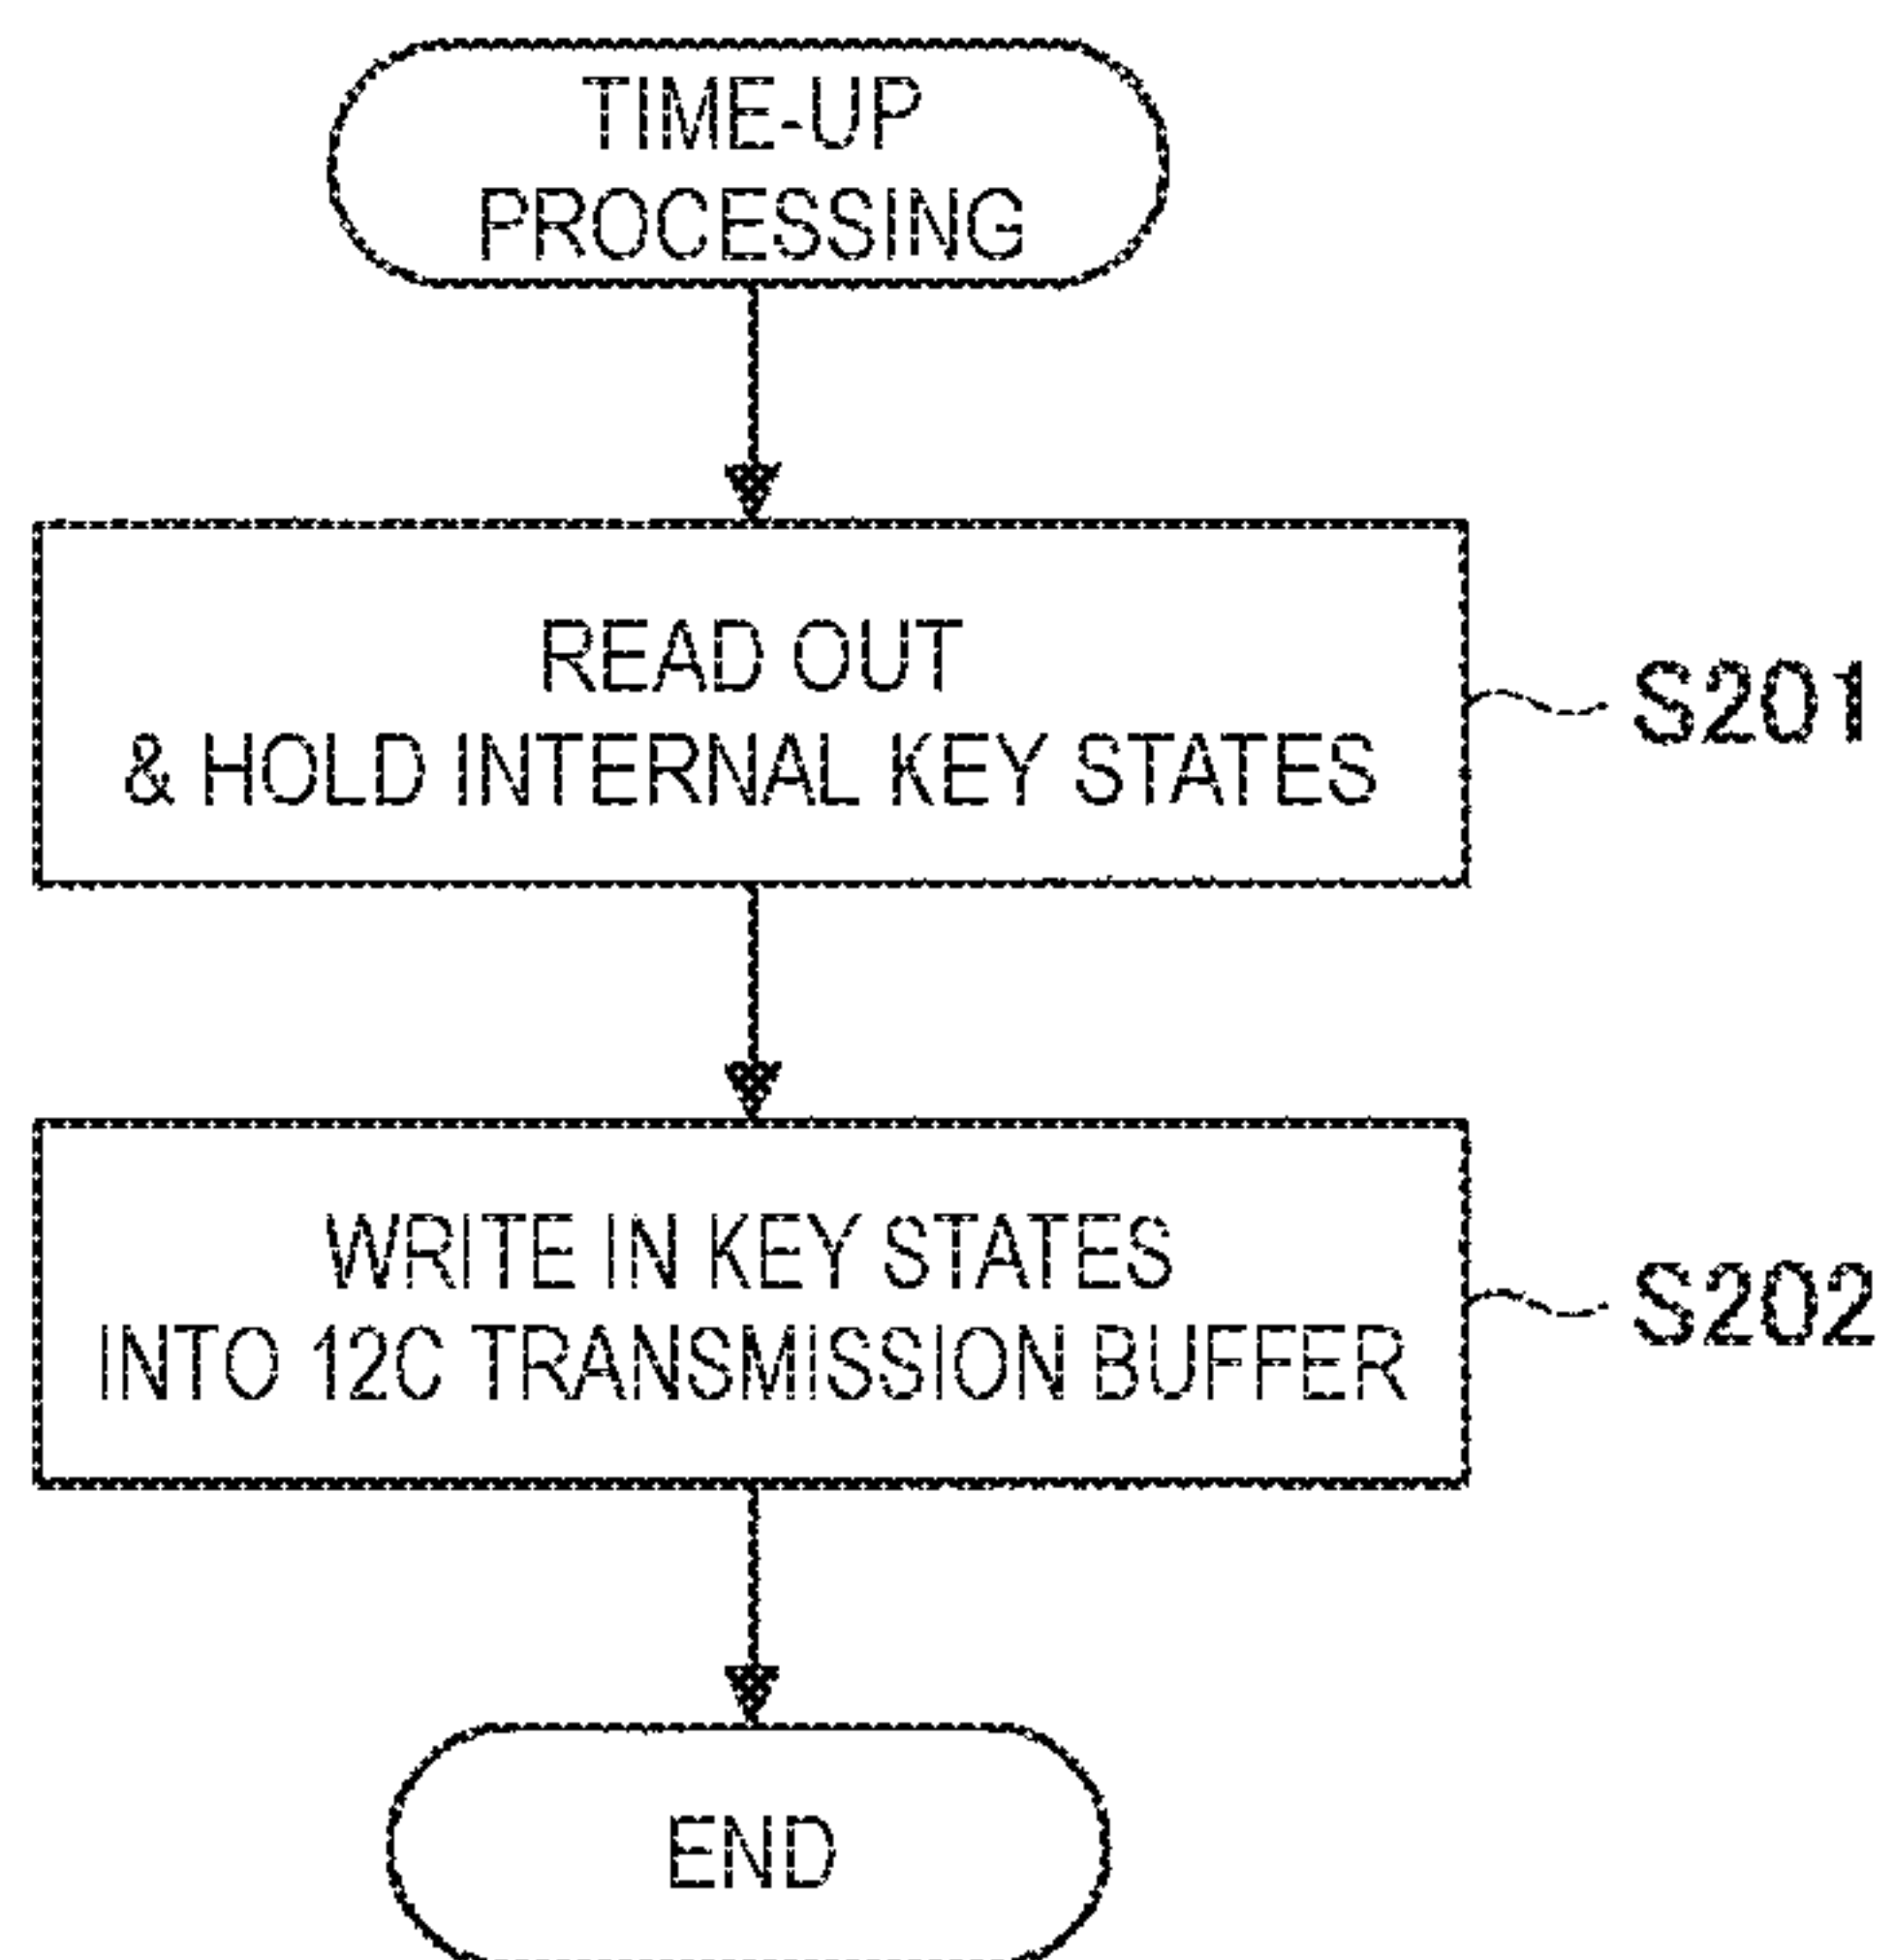 TIME-UP
PROCESSING
READ OUT
& HOLD INTERNAL KEY STATES
S201
WRITE IN KEY STATES
INTO 12C TRANSMISSION BUFFER
S202
END